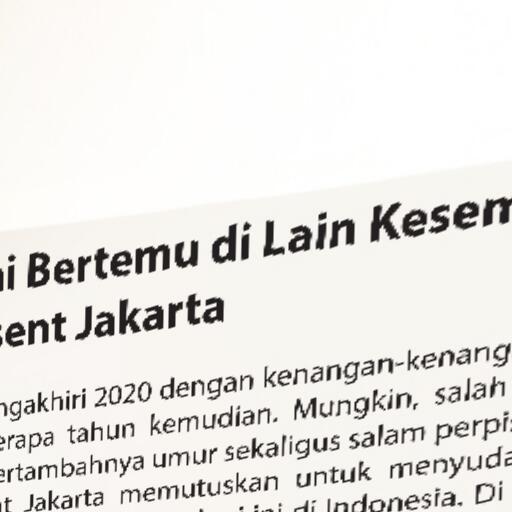 ai Bertemu di Lain Kesem
sent Jakarta
ngakhiri 2020 dengan kenangan-kenang
erapa tahun kemudian. Mungkin, salah
ertambahnya umur sekaligus salam perpis
t Jakarta memutuskan untuk menyuda
ini di Indonesia. Di